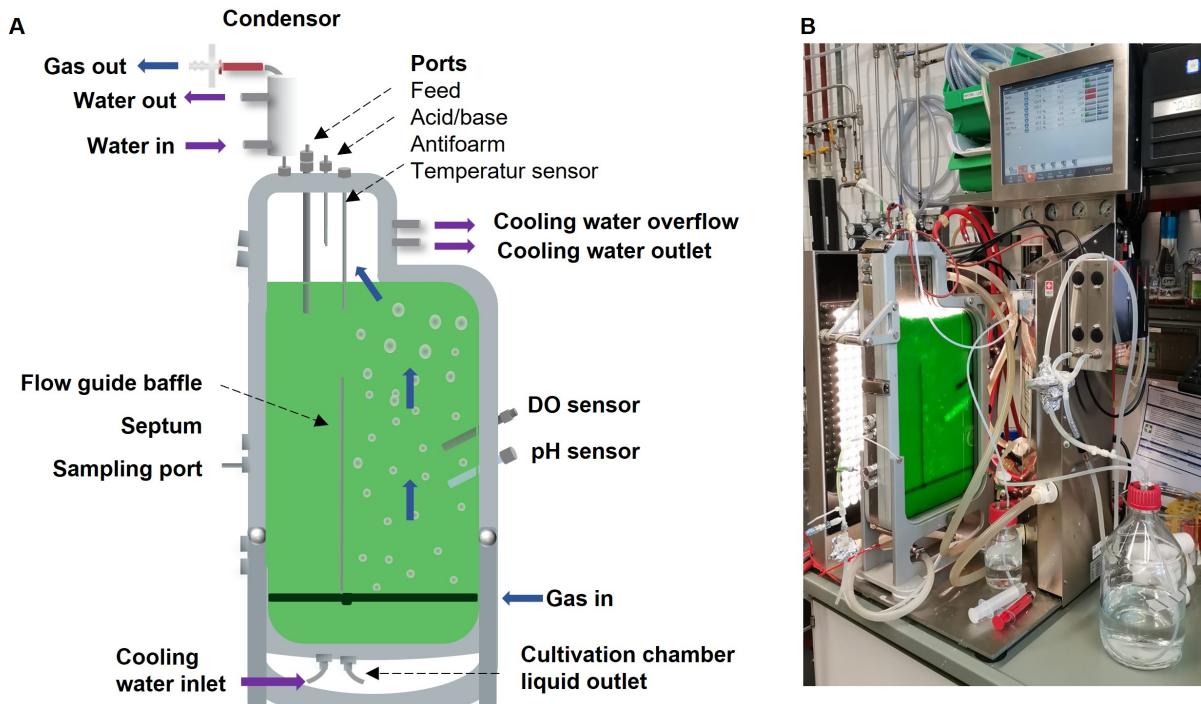 A
Condensor
Gas out
Water out
Water in
Ports
Feed
Acid/base
Antifoarm
Temperatur sensor
Cooling water overflow
Cooling water outlet
Flow guide baffle
Septum
Sampling port
DO sensor
pH sensor
Gas in
Cooling
water inlet
Cultivation chamber
liquid outlet
B